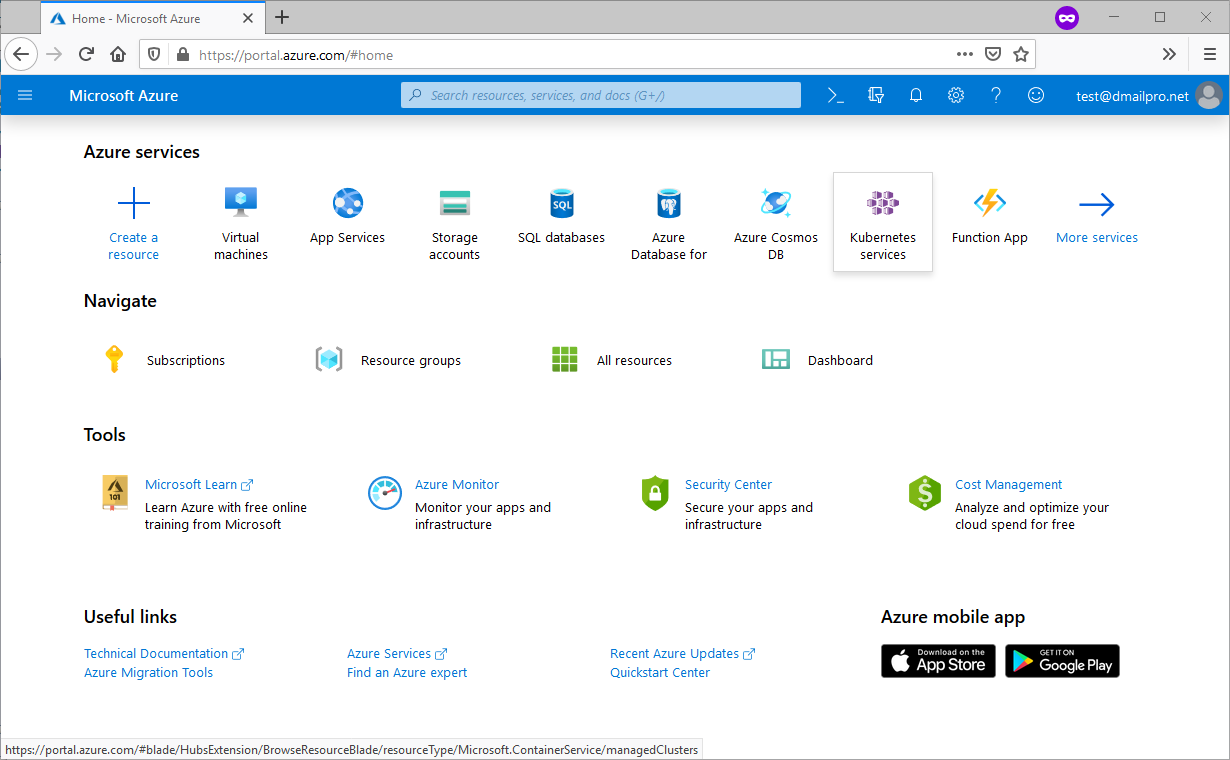 Home - Microsoft Azure
https://portal.azure.com/#home
Microsoft Azure
Search resources, services, and docs (G+/)
test@dmailpro.net
Azure services
Create a
resource
Virtual
machines
App Services
Storage
accounts
SQL
SQL databases
Azure
Database for
Azure Cosmos
DB
Kubernetes
services
Function App
More services
Navigate
Subscriptions
Resource groups
All resources
Dashboard
Tools
101
Microsoft Learn
Learn Azure with free online
training from Microsoft
Azure Monitor
Monitor your apps and
infrastructure
Security Center
Secure your apps and
infrastructure
$
Cost Management
Analyze and optimize your
cloud spend for free
Useful links
Technical Documentation
Azure Migration Tools
Azure Services
Find an Azure expert
Recent Azure Updates
Quickstart Center
Azure mobile app
Download on the
App Store
GET IT ON
Google Play
https://portal.azure.com/#blade/HubsExtension/BrowseResourceBlade/resourceType/Microsoft.ContainerService/managedClusters